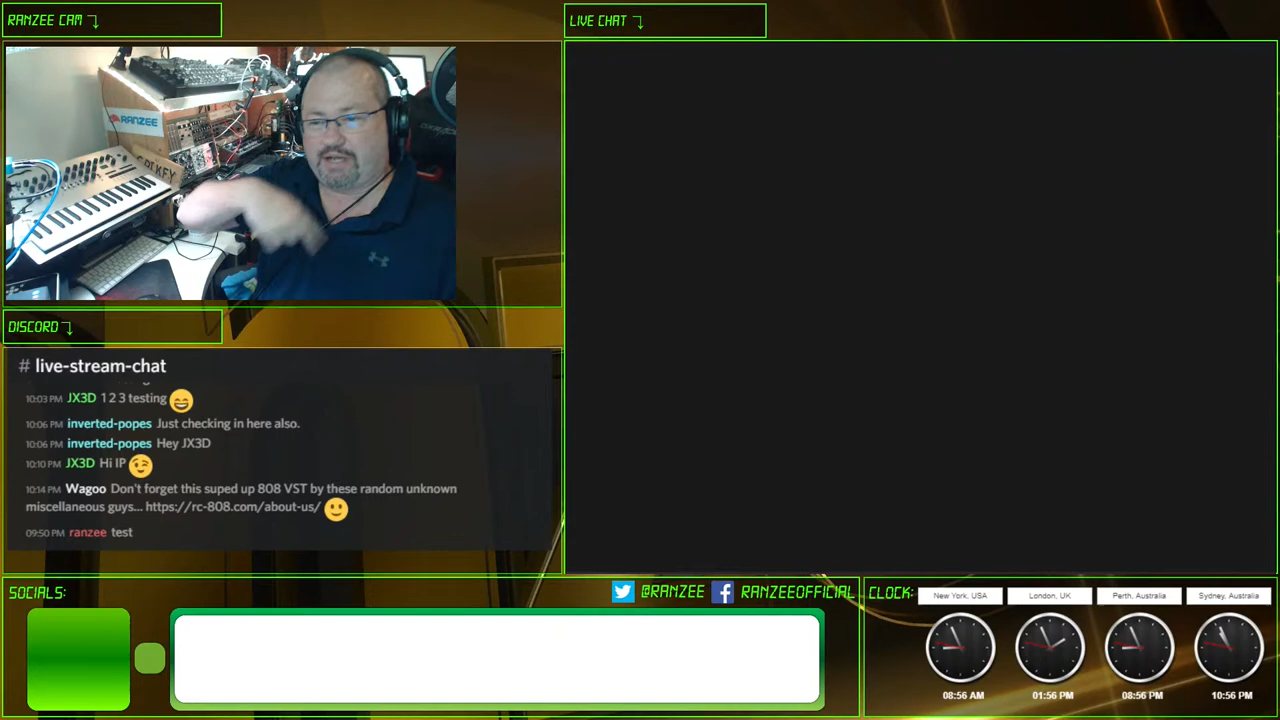 RANZEE CAM
LIVE CHAT
RANZEE
DISCORD
# live-stream-chat
10:03 PM JX3D 1 2 3 testing
10:06 PM inverted-popes Just checking in here also.
10:06 PM inverted-popes Hey JX3D
10:10 PM JX3D Hi IP
10:14 PM Wagoo Don't forget this suped up 808 VST by these random unknown
miscellaneous guys... https://rc-808.com/about-us/
09:50 PM ranzee test
SOCIALS:
@RANZEE
RANZEEOFFICIAL
CLOCK:
New York, USA
London, UK
Perth, Australia
Sydney, Australia
08:56 AM
01:56 PM
08:56 PM
10:56 PM